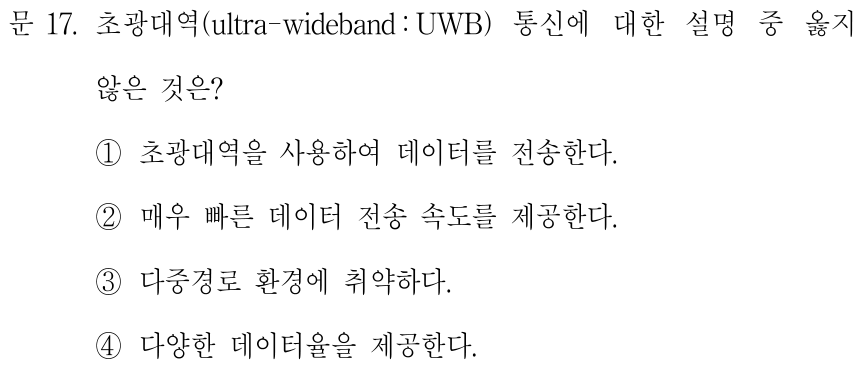 문 17. 초광대역(ultra-wideband : UWB) 통신에 대한 설명 중 옳지
않은 것은?
① 초광대역을 사용하여 데이터를 전송한다.
② 매우 빠른 데이터 전송 속도를 제공한다.
③ 다중경로 환경에 취약하다.
④ 다양한 데이터율을 제공한다.